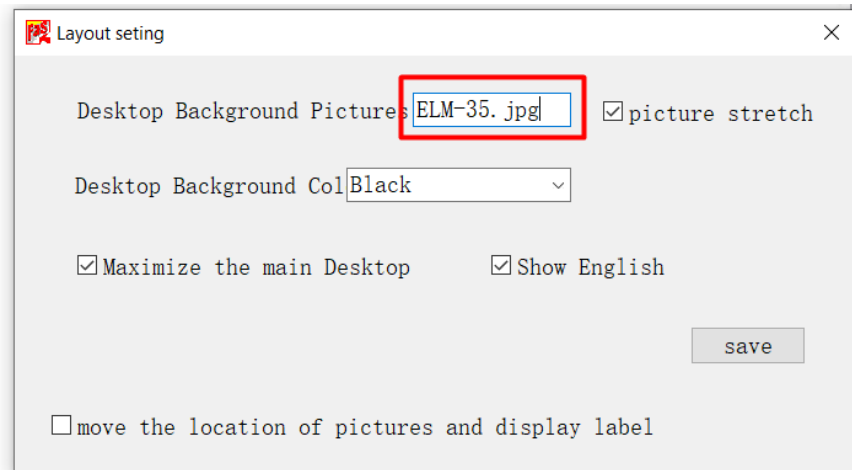 Layout seting
Desktop Background Pictures ELM-35.jpg picture stretch
Desktop Background Col Black
Maximize the main Desktop Show English
save
move the location of pictures and display label